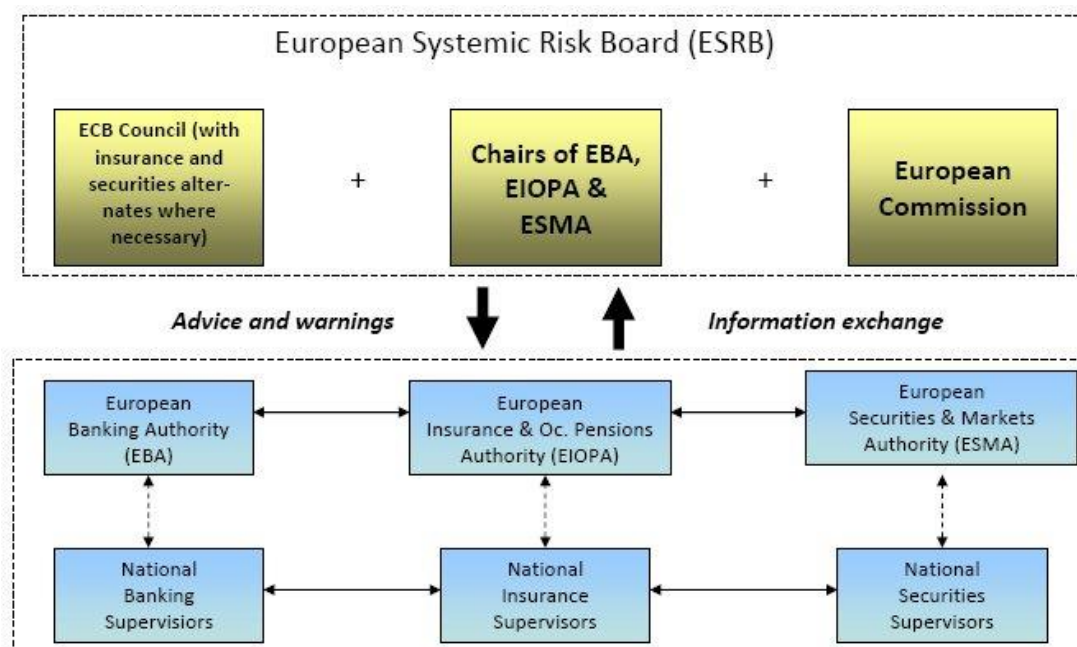 European Systemic Risk Board (ESRB)
ECB Council (with
insurance and
securities alter-
nates where
necessary)
+
Chairs of EBA,
EIOPA &
ESMA
+
European
Commission
Advice and warnings
Information exchange
European
Banking Authority
(EBA)
European
Insurance & Oc. Pensions
Authority (EIOPA)
European
Securities & Markets
Authority (ESMA)
National
Banking
Supervisiors
National
Insurance
Supervisors
National
Securities
Supervisors